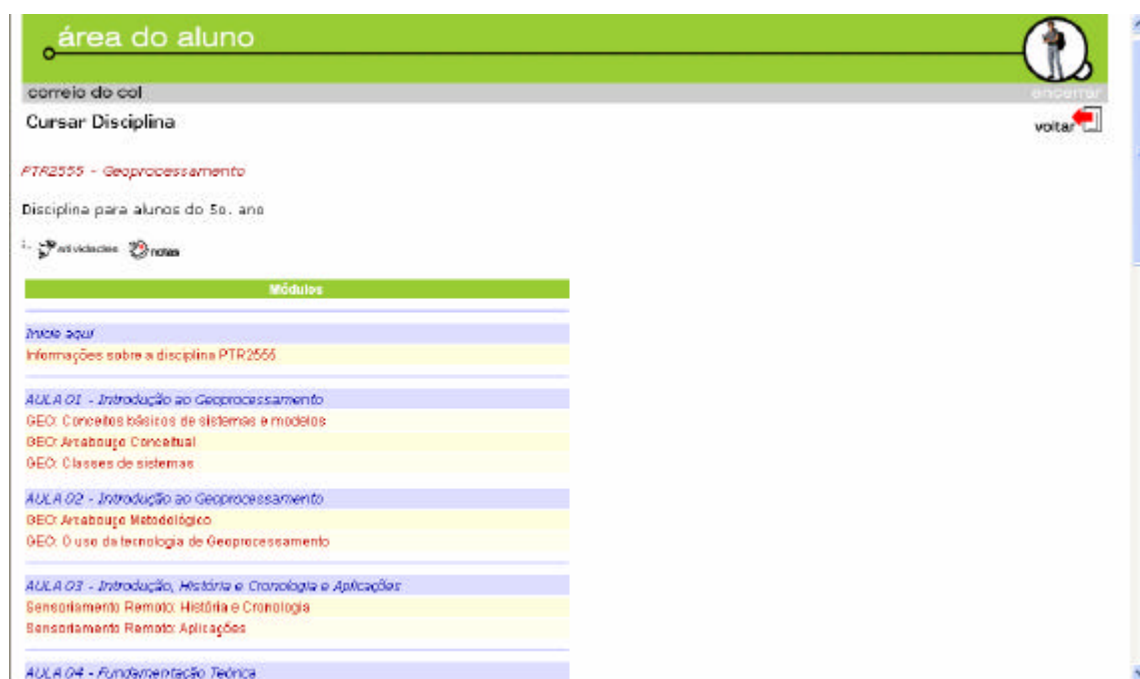 área do aluno
correio do col
encerrar
Cursar Disciplina
voltar
PTR2555 - Geoprocessamento
Disciplina para alunos do 5o. ano
atividades notas
Módulos
Inicie aqui
Informações sobre a disciplina PTR2555
AULA 01 - Introdução ao Geoprocessamento
GEO: Conceitos básicos de sistemas e modelos
GEO: Arcabouço Conceitual
GEO: Classes de sistemas
AULA 02 - Introdução ao Geoprocessamento
GEO: Arcabouço Metodológico
GEO: O uso da tecnologia de Geoprocessamento
AULA 03 - Introdução, História e Cronologia e Aplicações
Sensoriamento Remoto: História e Cronologia
Sensoriamento Remoto: Aplicações
AULA 04 - Fundamentação Teórica